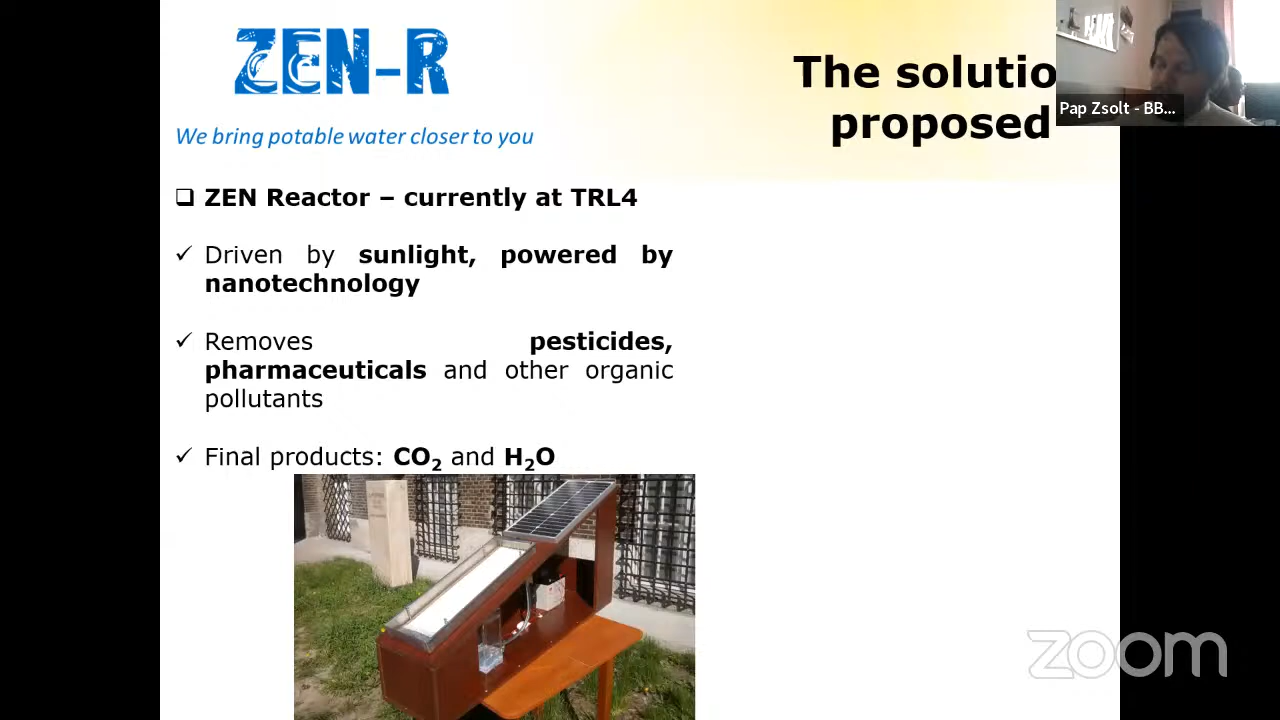 ZEN-R
The solutio
proposed
Pap Zsolt - BB...
We bring potable water closer to you
❑ ZEN Reactor – currently at TRL4
✓ Driven by sunlight, powered by
nanotechnology
✓ Removes pesticides,
pharmaceuticals and other organic
pollutants
✓ Final products: CO₂ and H₂O
zoom